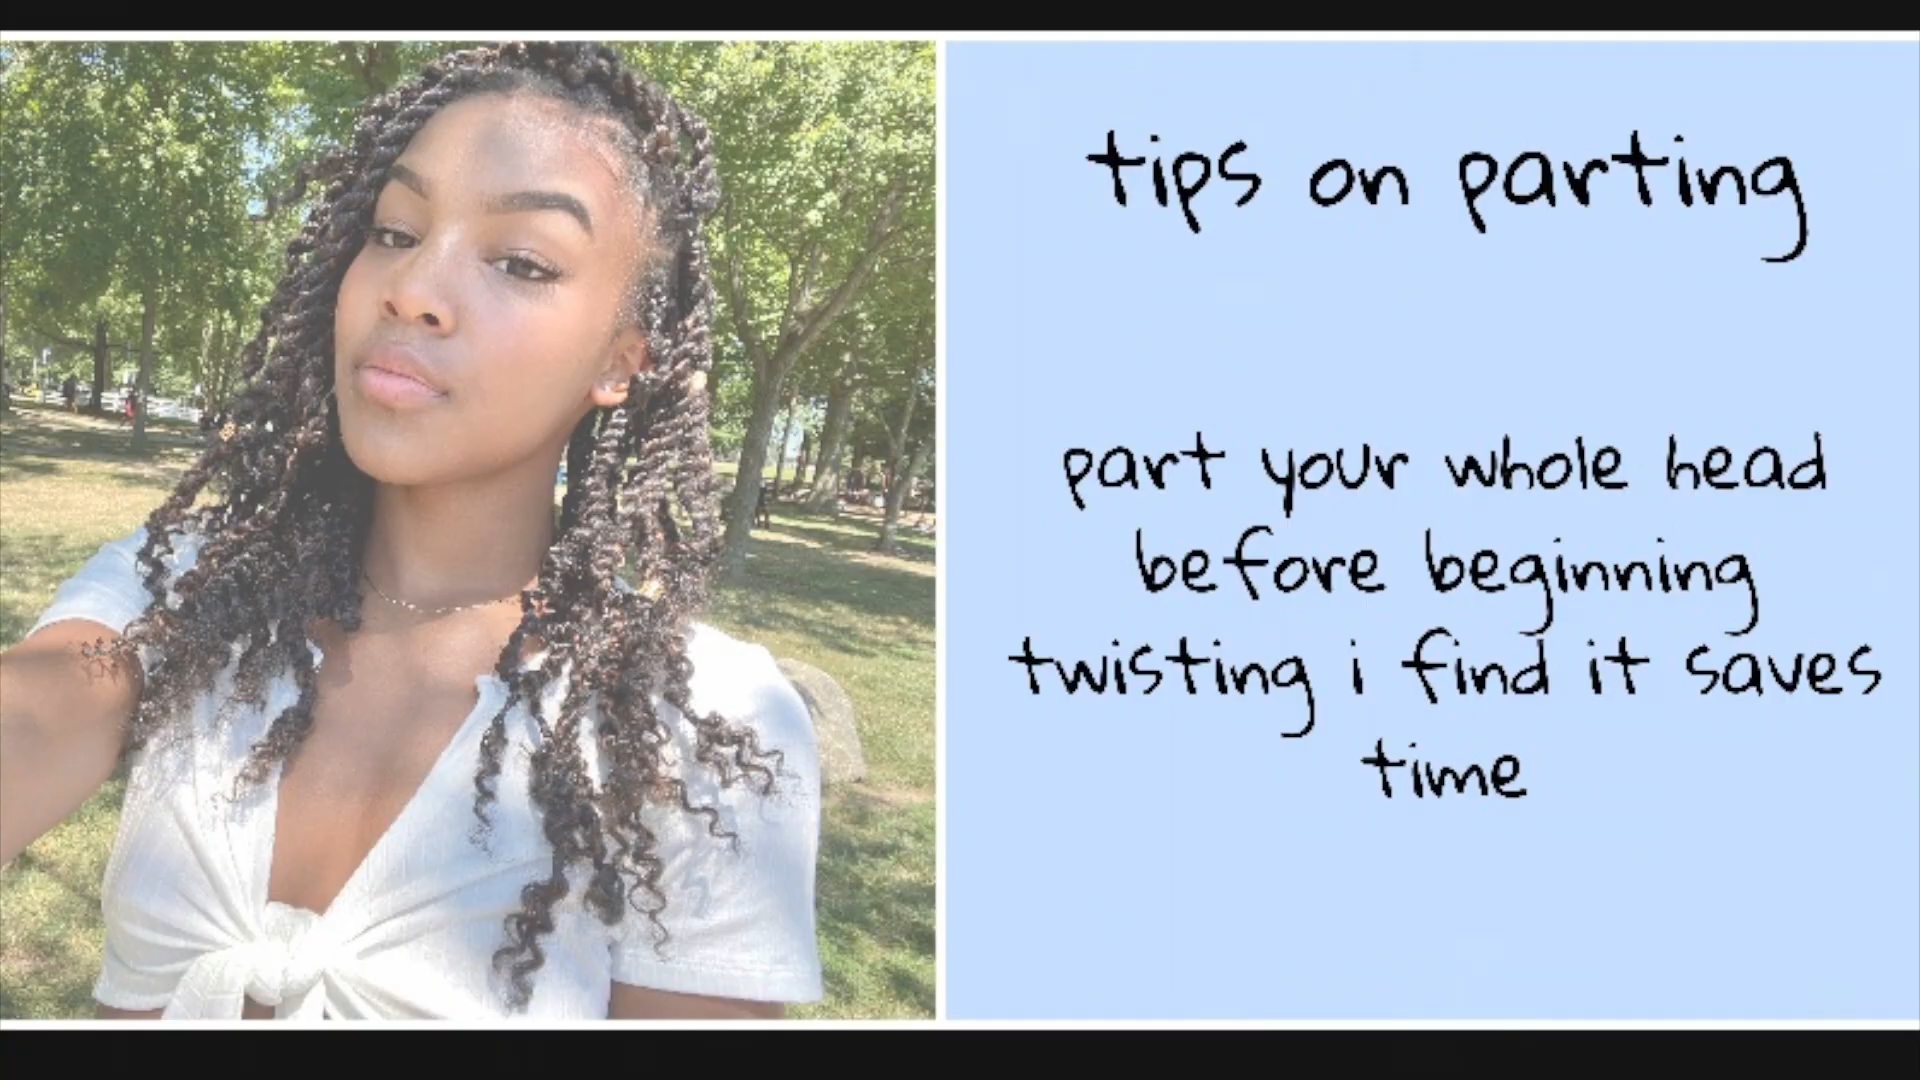 tips on parting
part your whole head
before beginning
twisting i find it saves
time